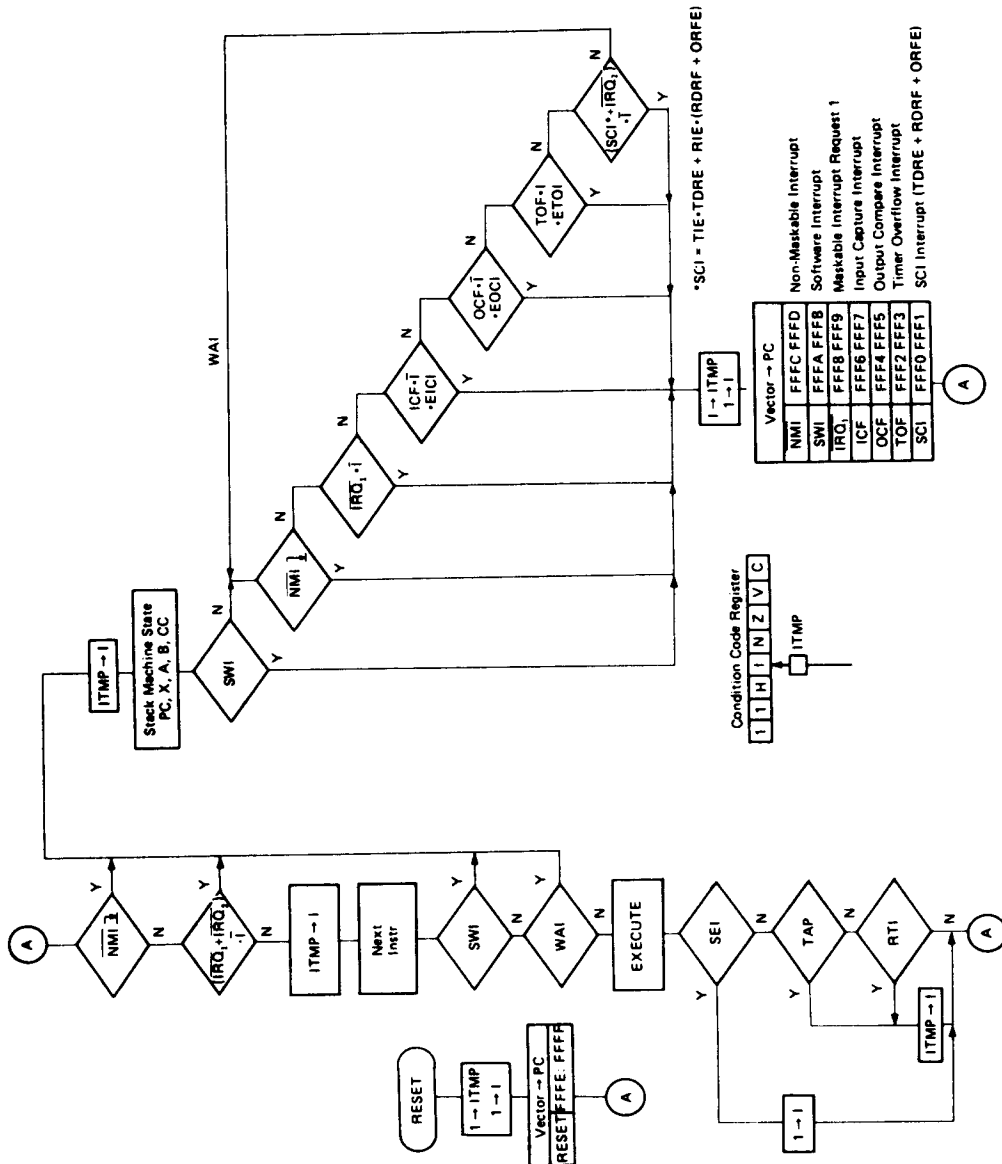 RESET
1 → ITMP
1 → I
Vector → PC
RESET FFFE: FFFF
A
A
NMI
Y
N
(IRQ₁+IRQ₂)
·I
Y
N
ITMP → I
Next
Instr
SWI
Y
N
WAI
Y
N
EXECUTE
SEI
Y
N
TAP
Y
N
RTI
Y
N
ITMP → I
1 → I
A
ITMP → I
Stack Machine State
PC, X, A, B, CC
SWI
N
Y
WAI
NMI
N
Y
IRQ₁·I
N
Y
ICF·I
·EICI
N
Y
OCF·I
·EOCI
N
Y
TOF·I
·ETOI
N
Y
(SCI*+IRQ₂)
·I
N
Y
*SCI = TIE·TDRE + RIE·(RDRF + ORFE)
I → ITMP
1 → I
Vector → PC
NMI FFFC FFFD Non-Maskable Interrupt
SWI FFFA FFFB Software Interrupt
IRQ₁ FFF8 FFF9 Maskable Interrupt Request 1
ICF FFF6 FFF7 Input Capture Interrupt
OCF FFF4 FFF5 Output Compare Interrupt
TOF FFF2 FFF3 Timer Overflow Interrupt
SCI FFF0 FFF1 SCI Interrupt (TDRE + RDRF + ORFE)
A
Condition Code Register
1 1 H I N Z V C
ITMP